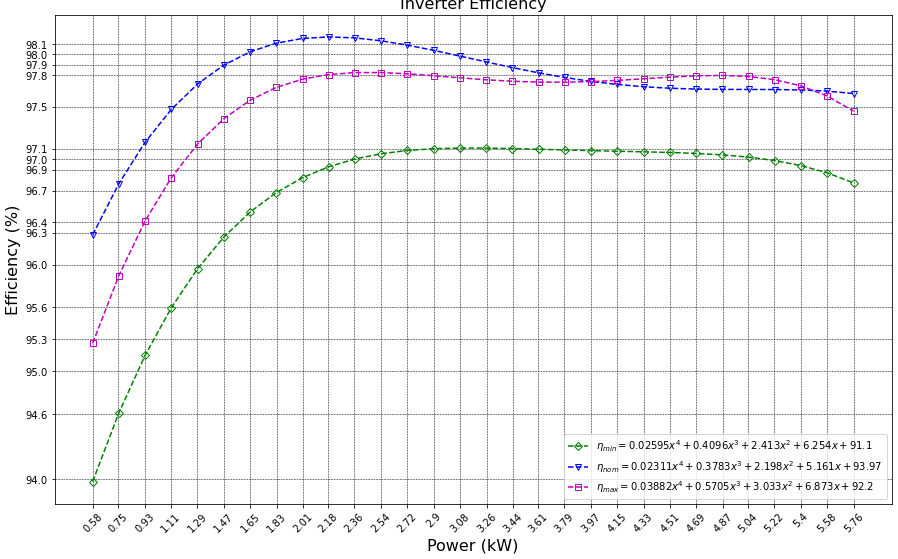 Inverter Efficiency
Efficiency (%)
98.1
98.0
97.9
97.8
97.5
97.1
97.0
96.9
96.7
96.4
96.3
96.0
95.6
95.3
95.0
94.6
94.0
η_min = 0.02595x⁴ + 0.4096x³ + 2.413x² + 6.254x + 91.1
η_nom = 0.02311x⁴ + 0.3783x³ + 2.198x² + 5.161x + 93.97
η_max = 0.03882x⁴ + 0.5705x³ + 3.033x² + 6.873x + 92.2
0.58 0.75 0.93 1.11 1.29 1.47 1.65 1.83 2.01 2.18 2.36 2.54 2.72 2.9 3.08 3.26 3.44 3.61 3.79 3.97 4.15 4.33 4.51 4.69 4.87 5.04 5.22 5.4 5.58 5.76
Power (kW)